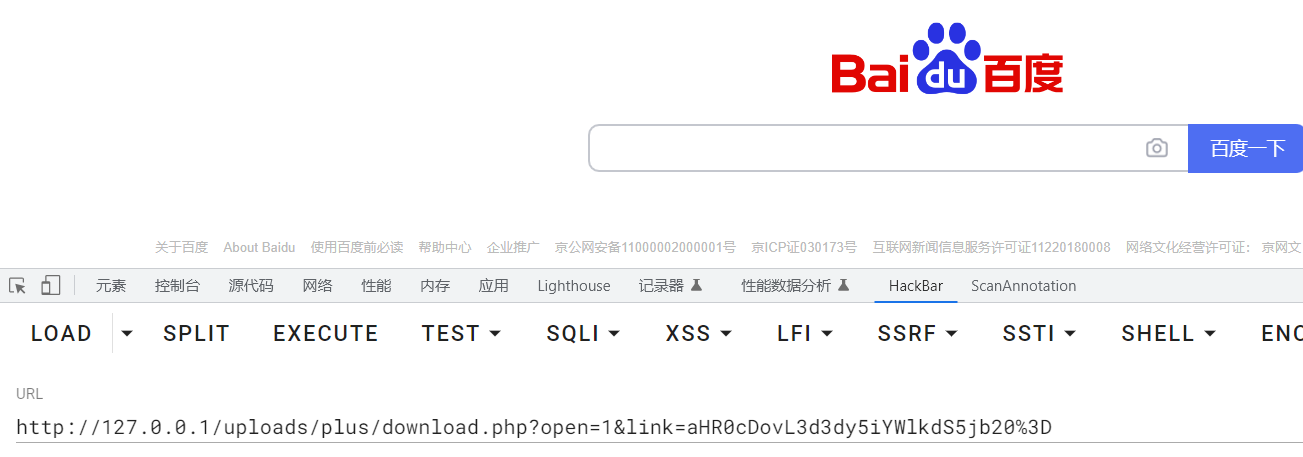 Bai du 百度
百度一下
关于百度 About Baidu 使用百度前必读 帮助中心 企业推广 京公网安备11000002000001号 京ICP证030173号 互联网新闻信息服务许可证11220180008 网络文化经营许可证： 京网文
元素 控制台 源代码 网络 性能 内存 应用 Lighthouse 记录器 性能数据分析 HackBar ScanAnnotation
LOAD SPLIT EXECUTE TEST SQLI XSS LFI SSRF SSTI SHELL ENC
URL
http://127.0.0.1/uploads/plus/download.php?open=1&link=aHR0cDovL3d3dy5iYWlkdS5jb20%3D